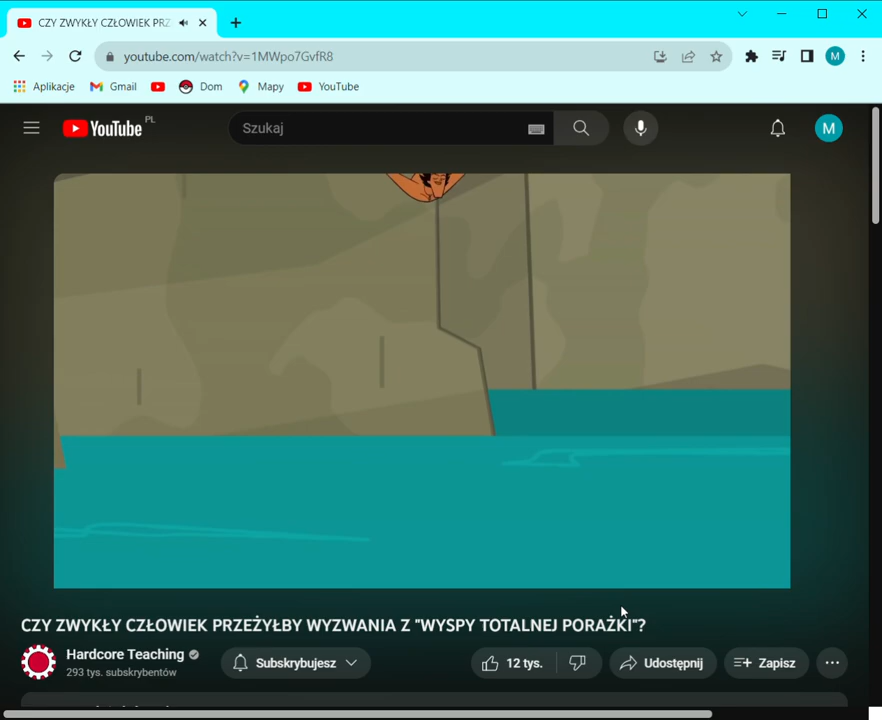 CZY ZWYKŁY CZŁOWIEK PRZ
youtube.com/watch?v=1MWpo7GvfR8
M
Aplikacje Gmail Dom Mapy YouTube
YouTube PL
Szukaj
M
CZY ZWYKŁY CZŁOWIEK PRZEŻYŁBY WYZWANIA Z "WYSPY TOTALNEJ PORAŻKI"?
Hardcore Teaching
293 tys. subskrybentów
Subskrybujesz
12 tys.
Udostępnij
Zapisz